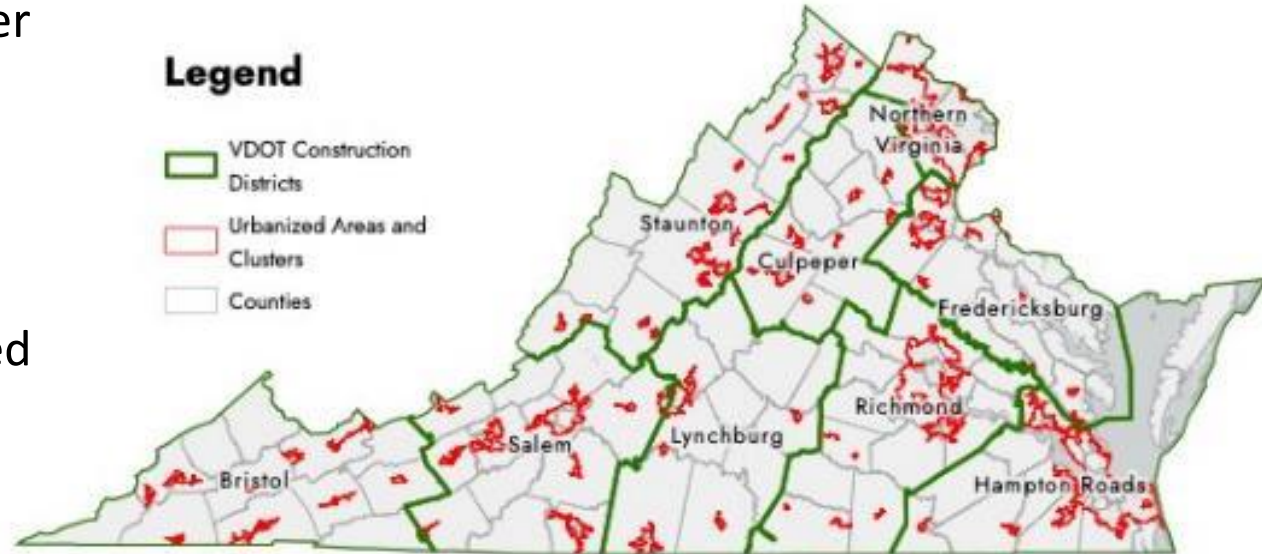 er
ed
Legend
VDOT Construction
Districts
Urbanized Areas and
Clusters
Counties
Northern
Virginia
Staunton
Culpeper
Fredericksburg
Richmond
Lynchburg
Salem
Bristol
Hampton Roads